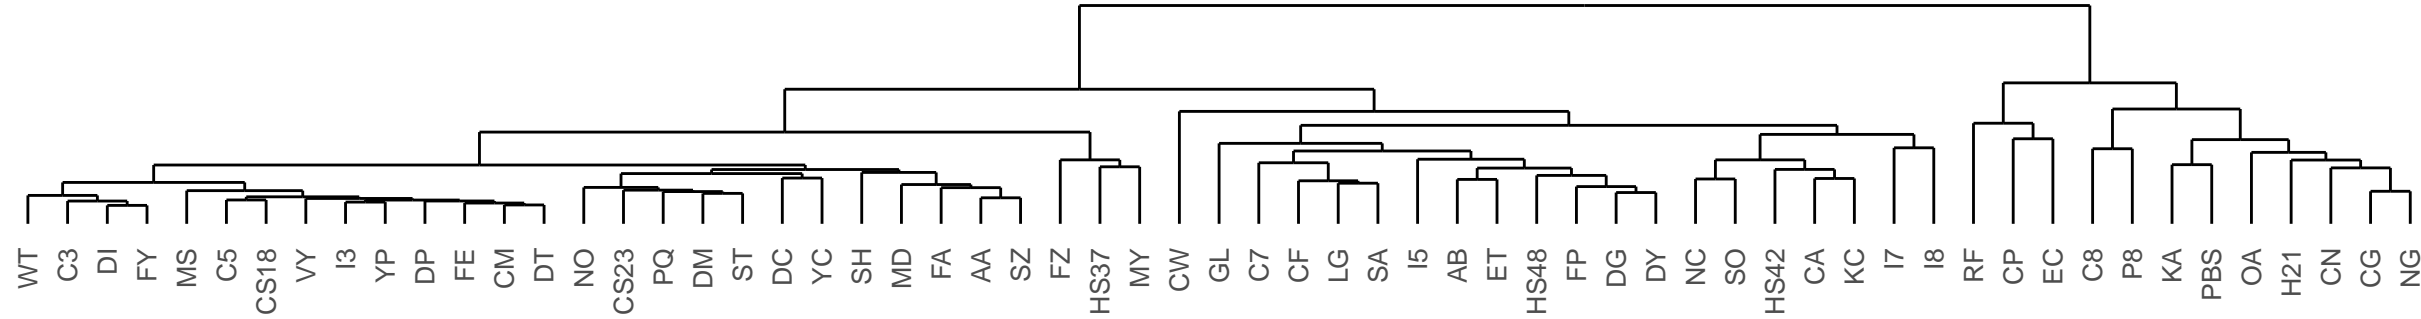 WT C3 DI FY MS C5 CS18 VY I3 YP DP FE CM DT NO CS23 PQ DM ST DC YC SH MD FA AA SZ FZ HS37 MY CW GL C7 CF LG SA I5 AB ET HS48 FP DG DY NC SO HS42 CA KC I7 I8 RF CP EC C8 P8 KA PBS OA H21 CN CG NG